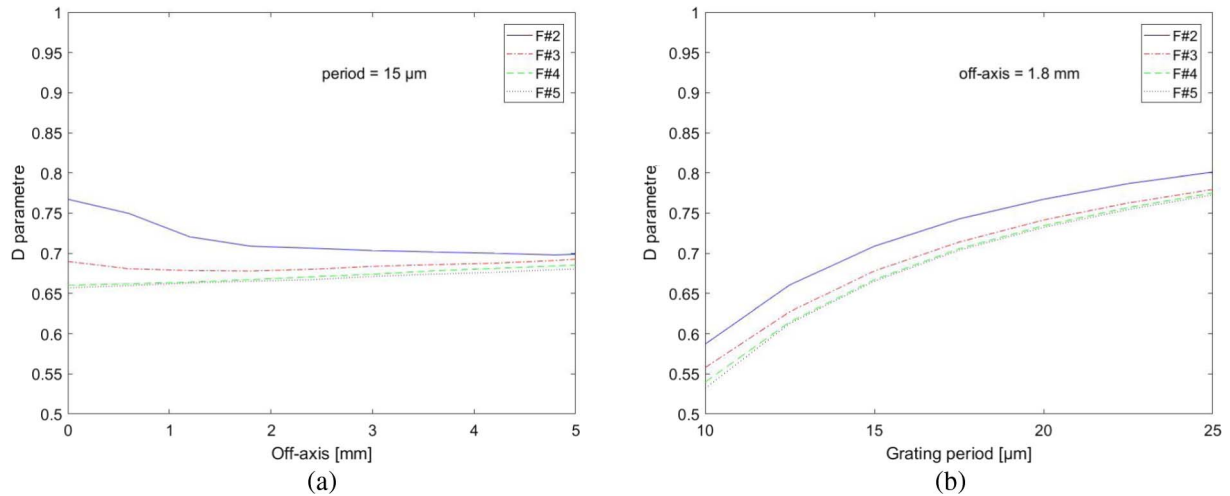 1
0.95
0.9
0.85
0.8
0.75
0.7
0.65
0.6
0.55
0.5
D parametre
period = 15 µm
F#2
F#3
F#4
F#5
0 1 2 3 4 5
Off-axis [mm]
(a)
1
0.95
0.9
0.85
0.8
0.75
0.7
0.65
0.6
0.55
0.5
D parametre
off-axis = 1.8 mm
F#2
F#3
F#4
F#5
10 15 20 25
Grating period [µm]
(b)